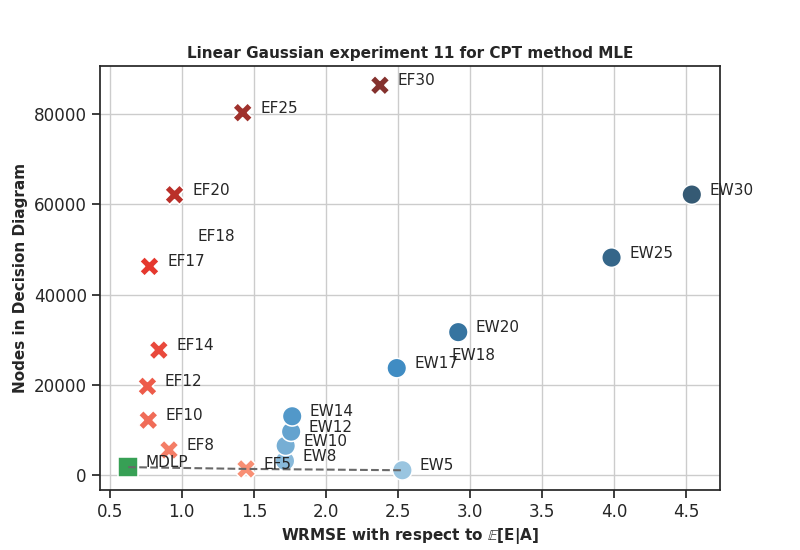 Linear Gaussian experiment 11 for CPT method MLE
Nodes in Decision Diagram
80000
60000
40000
20000
0
EF30
EF25
EF20
EW30
EF18
EF17
EW25
EW20
EF14
EW18
EW17
EF12
EF10
EW14
EW12
EW10
EF8
EW8
MDLP
EF5
EW5
0.5
1.0
1.5
2.0
2.5
3.0
3.5
4.0
4.5
WRMSE with respect to 𝔼[E|A]